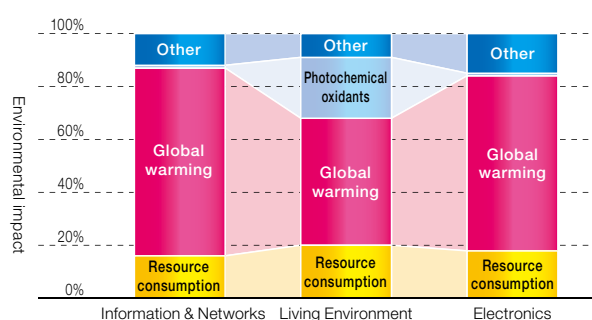 100%
80%
60%
40%
20%
0%
Environmental impact
Other
Global
warming
Resource
consumption
Other
Photochemical
oxidants
Global
warming
Resource
consumption
Other
Global
warming
Resource
consumption
Information & Networks
Living Environment
Electronics